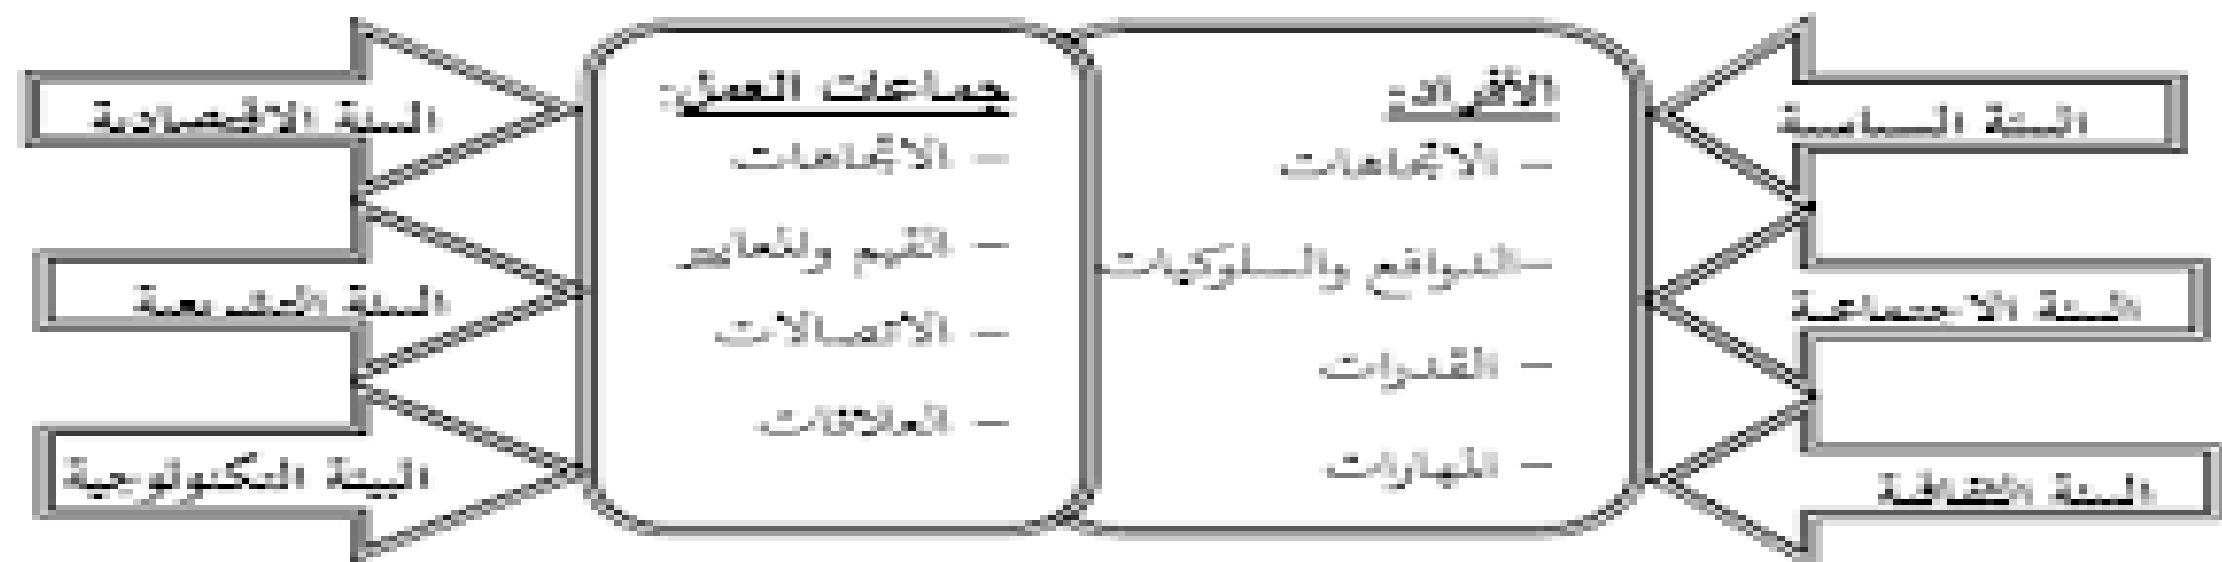 البيئة السياسية
البيئة الاجتماعية
البيئة الثقافية
الأفراد:
– الاتجاهات
– الدوافع والسلوكيات
– القدرات
– المهارات
جماعات العمل:
– الاتجاهات
– القيم والمعايير
– الاتصالات
– العلاقات
البيئة الاقتصادية
البيئة التشريعية
البيئة التكنولوجية